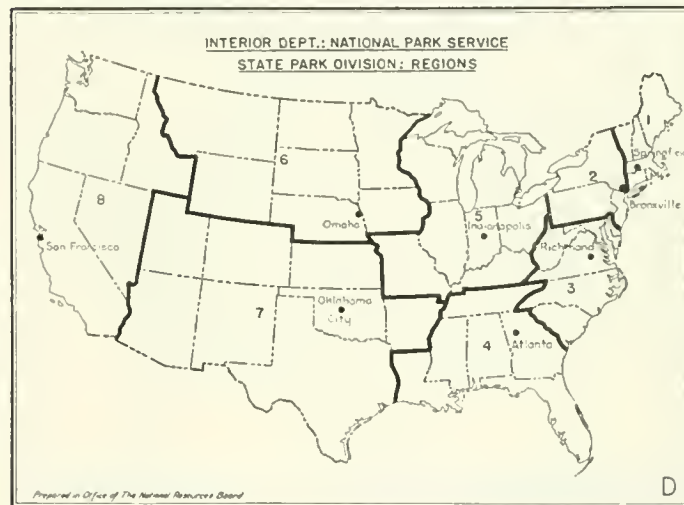 INTERIOR DEPT.: NATIONAL PARK SERVICE
STATE PARK DIVISION: REGIONS
1
Springfield
2
Bronxville
6
8
Omaha
5
Indianapolis
San Francisco
Richmond
3
7
Oklahoma
City
4
Atlanta
Prepared in Office of The National Resources Board
D